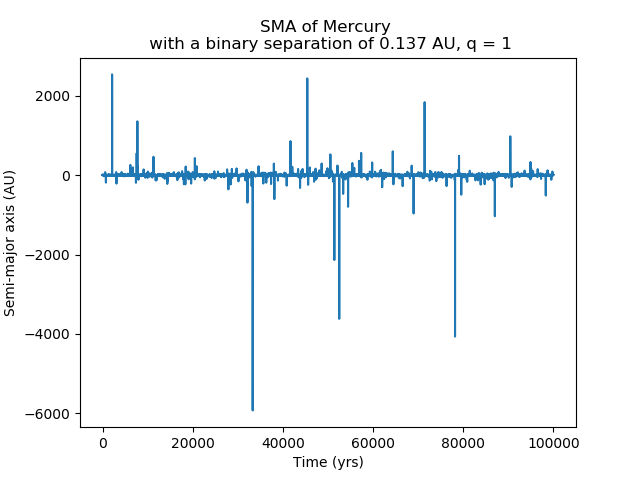 SMA of Mercury
with a binary separation of 0.137 AU, q = 1
Semi-major axis (AU)
2000
0
−2000
−4000
−6000
0 20000 40000 60000 80000 100000
Time (yrs)